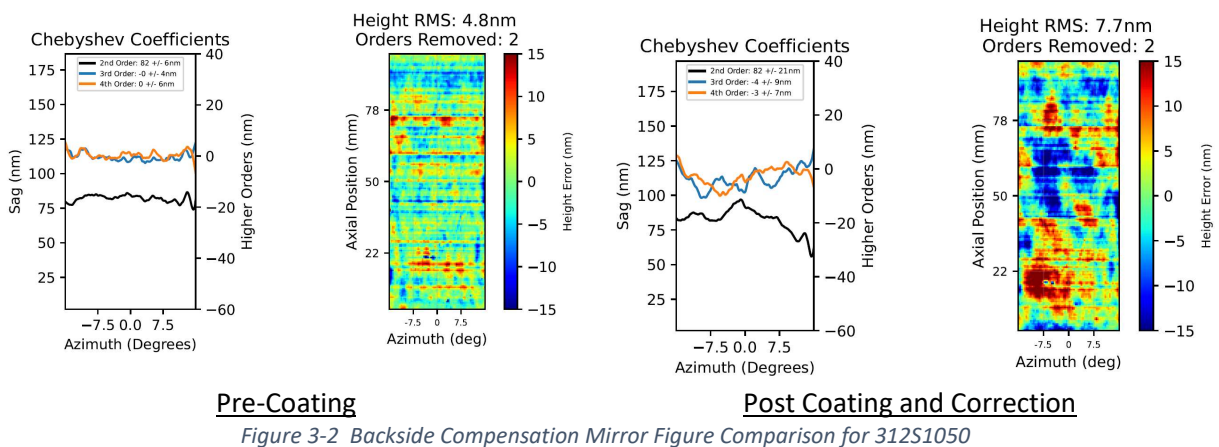 Chebyshev Coefficients
2nd Order: 82 +/- 6nm
3rd Order: -0 +/- 4nm
4th Order: 0 +/- 6nm
175
150
125
100
75
50
25
Sag (nm)
40
20
0
−20
−40
−60
Higher Orders (nm)
−7.5 0.0 7.5
Azimuth (Degrees)
Height RMS: 4.8nm
Orders Removed: 2
78
50
22
Axial Position (mm)
-7.5 0 7.5
Azimuth (deg)
15
10
5
0
−5
−10
−15
Height Error (nm)
Chebyshev Coefficients
2nd Order: 82 +/- 21nm
3rd Order: -4 +/- 9nm
4th Order: -3 +/- 7nm
175
150
125
100
75
50
25
Sag (nm)
40
20
0
−20
−40
−60
Higher Orders (nm)
−7.5 0.0 7.5
Azimuth (Degrees)
Height RMS: 7.7nm
Orders Removed: 2
78
50
22
Axial Position (mm)
-7.5 0 7.5
Azimuth (deg)
15
10
5
0
−5
−10
−15
Height Error (nm)
Pre-Coating
Post Coating and Correction
Figure 3-2 Backside Compensation Mirror Figure Comparison for 312S1050